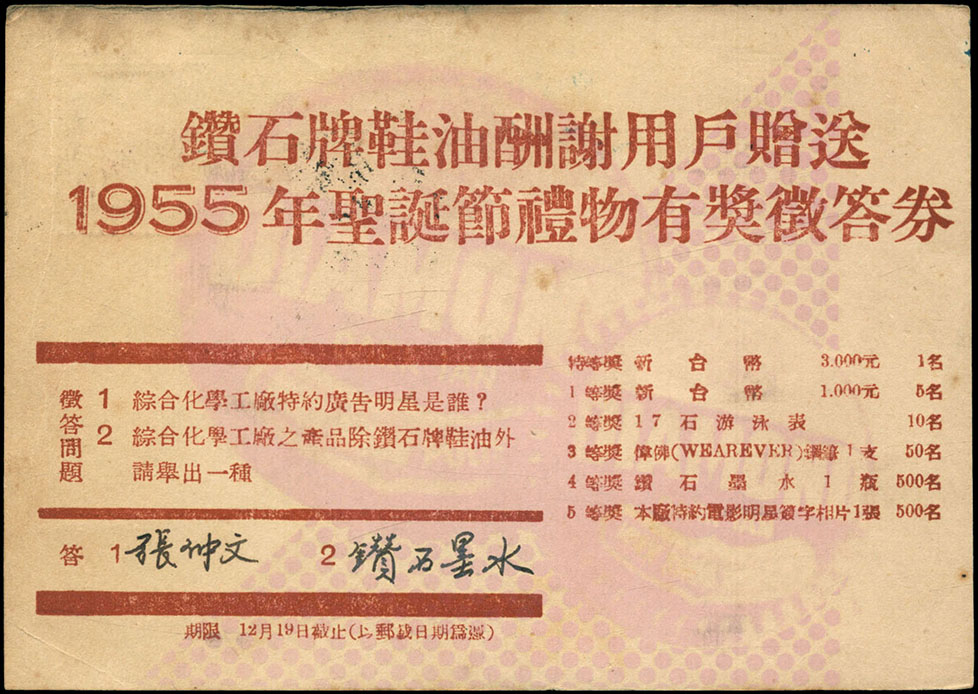 鑽石牌鞋油酬謝用戶贈送
1955年聖誕節禮物有獎徵答券
徵答問題
1 綜合化學工廠特約廣告明星是誰？
2 綜合化學工廠之產品除鑽石牌鞋油外
請舉出一種
答 1 張仲文 2 鑽石墨水
期限 12月19日截止(以郵戳日期為憑)
特等獎 新台幣 3.000元 1名
1等獎 新台幣 1.000元 5名
2等獎 17石游泳表 10名
3等獎 偉佛(WEAREVER)鋼筆1支 50名
4等獎 鑽石墨水1瓶 500名
5等獎 本廠特約電影明星簽字相片1張 500名